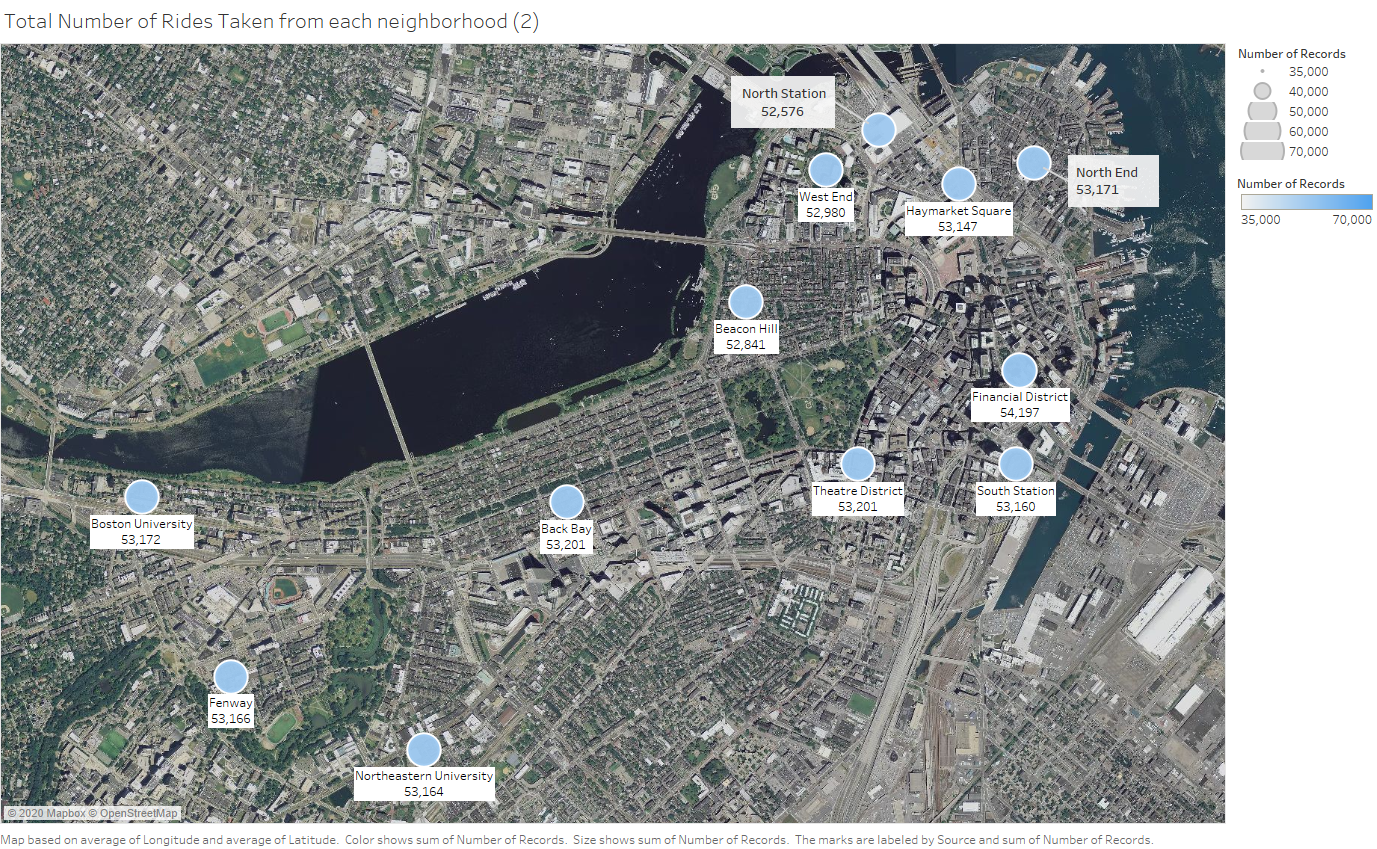 Total Number of Rides Taken from each neighborhood (2)
Number of Records
35,000
40,000
50,000
60,000
70,000
Number of Records
35,000 70,000
North Station
52,576
West End
52,980
Haymarket Square
53,147
North End
53,171
Beacon Hill
52,841
Financial District
54,197
Theatre District
53,201
South Station
53,160
Boston University
53,172
Back Bay
53,201
Fenway
53,166
Northeastern University
53,164
© 2020 Mapbox © OpenStreetMap
Map based on average of Longitude and average of Latitude.  Color shows sum of Number of Records.  Size shows sum of Number of Records.  The marks are labeled by Source and sum of Number of Records.